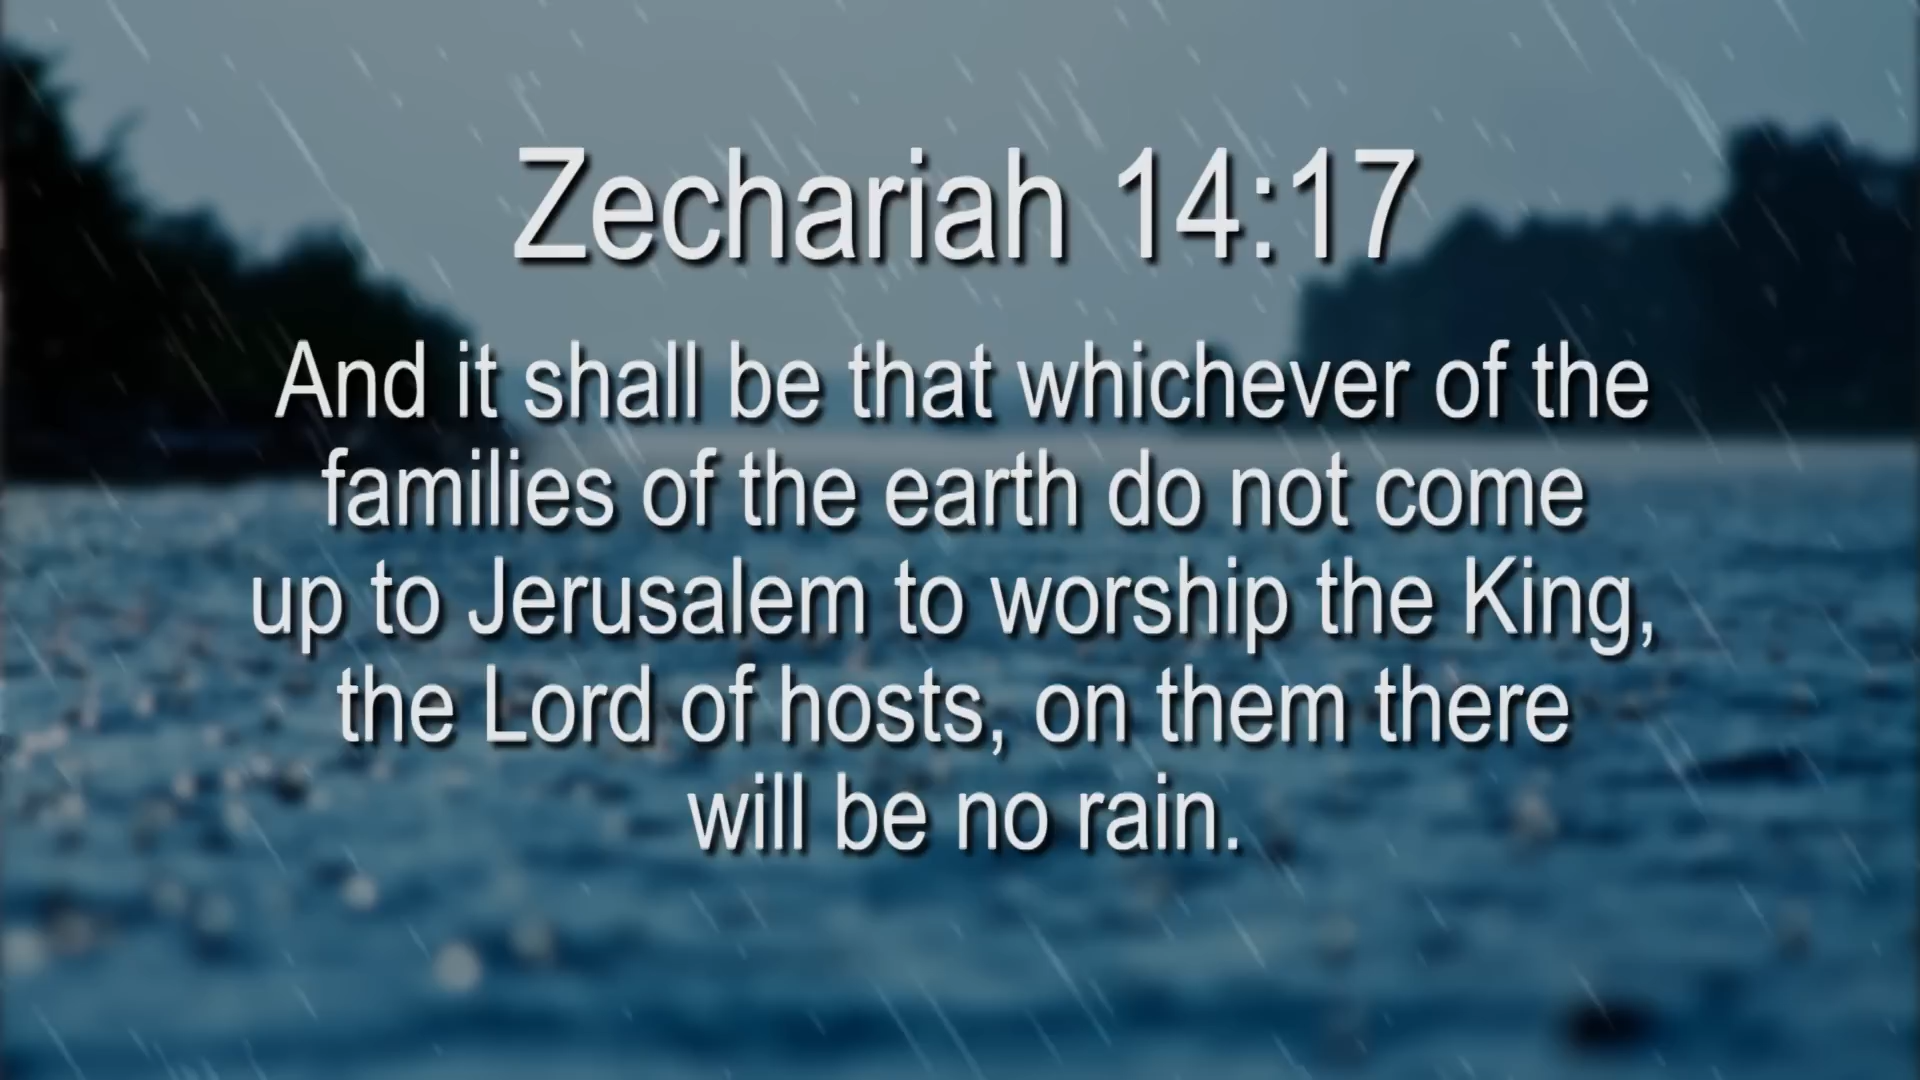 Zechariah 14:17
And it shall be that whichever of the
families of the earth do not come
up to Jerusalem to worship the King,
the Lord of hosts, on them there
will be no rain.